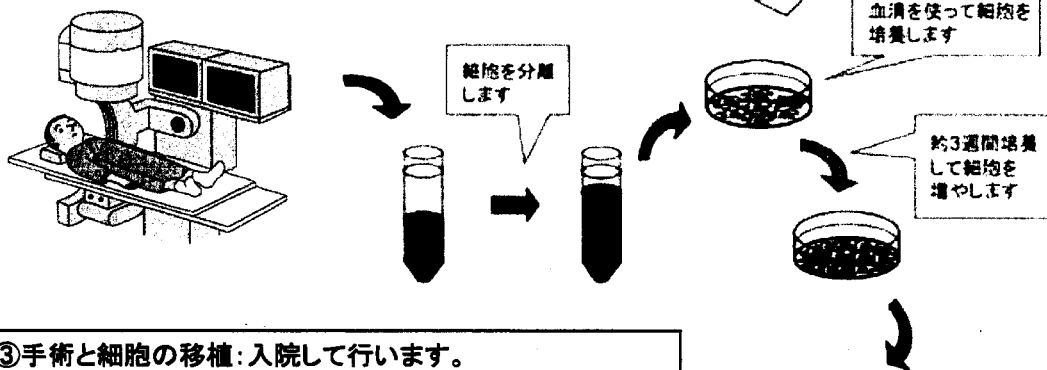 血清を使って細胞を
培養します
細胞を分離
します
約3週間培養
して細胞を
増やします
③手術と細胞の移植:入院して行います。